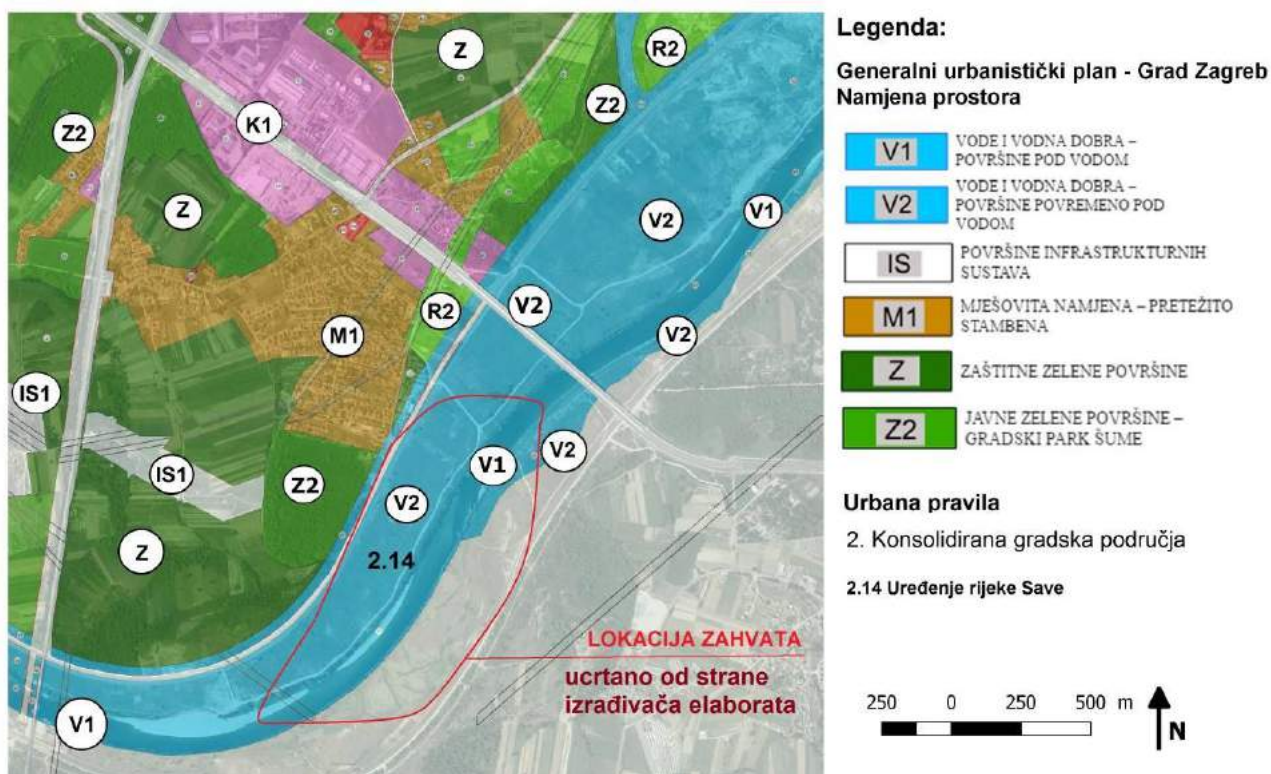 Z
R2
Z2
K1
Z2
Z
V2
V1
V2
R2
M1
V2
IS1
V1
V2
IS1
Z2
V2
Z
2.14
LOKACIJA ZAHVATA
ucrtano od strane
izrađivača elaborata
V1
Legenda:
Generalni urbanistički plan - Grad Zagreb
Namjena prostora
V1
VODE I VODNA DOBRA –
POVRŠINE POD VODOM
V2
VODE I VODNA DOBRA –
POVRŠINE POVREMENO POD
VODOM
IS
POVRŠINE INFRASTRUKTURNIH
SUSTAVA
M1
MJEŠOVITA NAMJENA – PRETEŽITO
STAMBENA
Z
ZAŠTITNE ZELENE POVRŠINE
Z2
JAVNE ZELENE POVRŠINE –
GRADSKI PARK ŠUME
Urbana pravila
2. Konsolidirana gradska područja
2.14 Uređenje rijeke Save
250 0 250 500 m
N